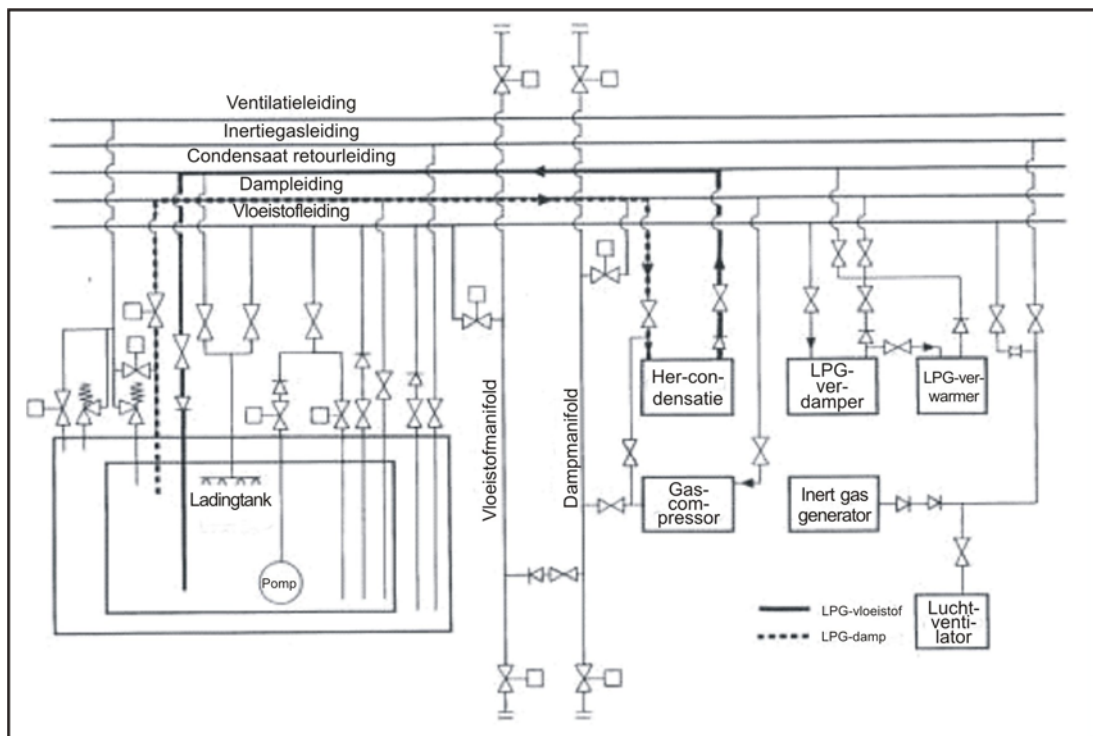 Ventilatieleiding
Inertiegasleiding
Condensaat retourleiding
Dampleiding
Vloeistofleiding
Vloeistofmanifold
Dampmanifold
Her-con-
densatie
LPG-
ver-
damper
LPG-ver-
warmer
Ladingtank
Gas-
com-
pressor
Inert gas
generator
Pomp
Lucht-
venti-
lator
LPG-vloeistof
LPG-damp